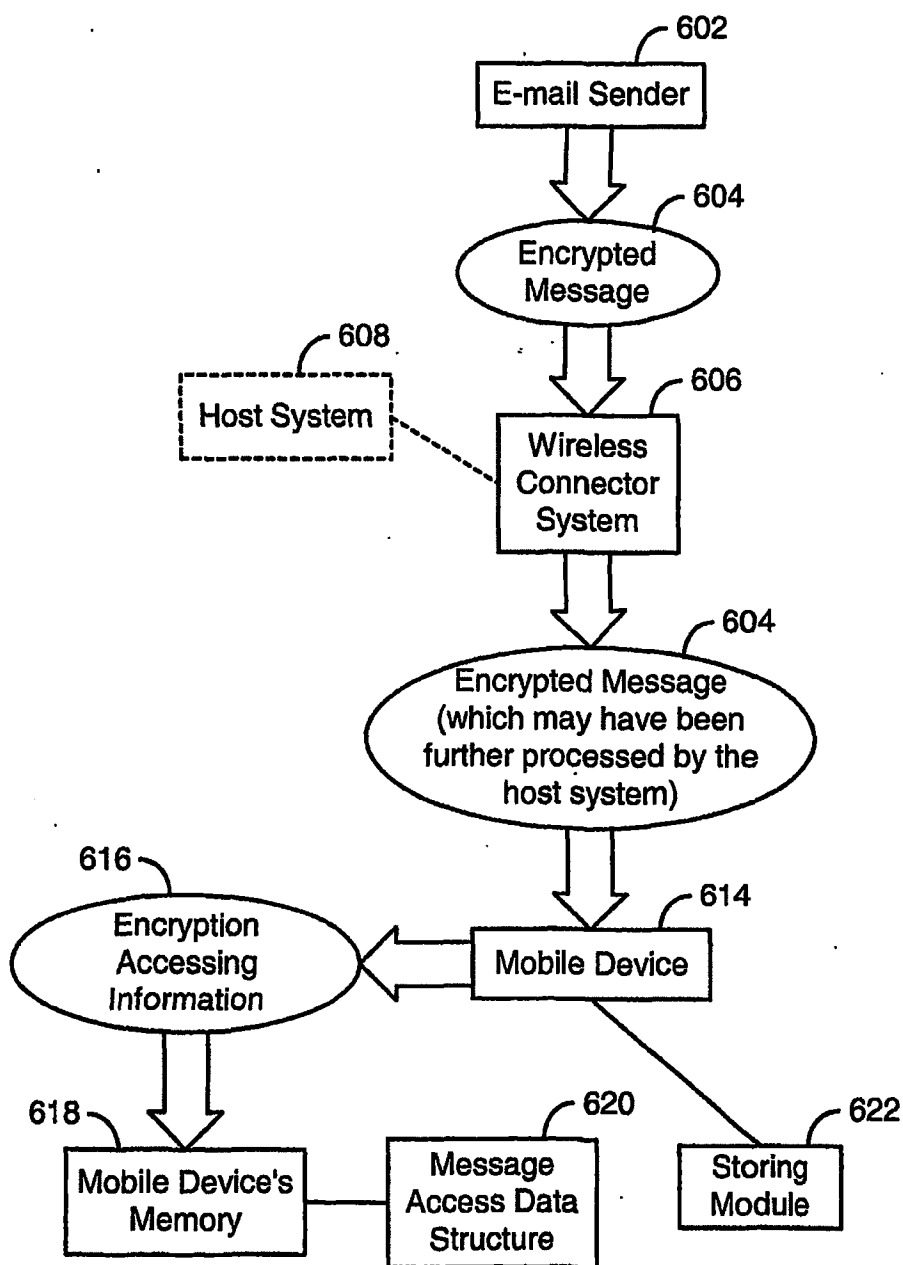 602
E-mail Sender
604
Encrypted
Message
608
Host System
606
Wireless
Connector
System
604
Encrypted Message
(which may have been
further processed by the
host system)
616
Encryption
Accessing
Information
614
Mobile Device
618
Mobile Device's
Memory
620
Message
Access Data
Structure
622
Storing
Module